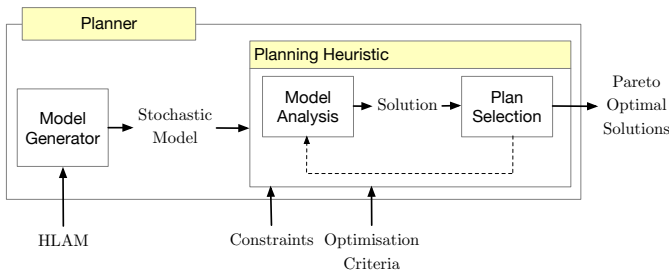 Planner
Planning Heuristic
Model
Generator
Stochastic
Model
Model
Analysis
Solution
Plan
Selection
Pareto
Optimal
Solutions
HLAM
Constraints
Optimisation
Criteria